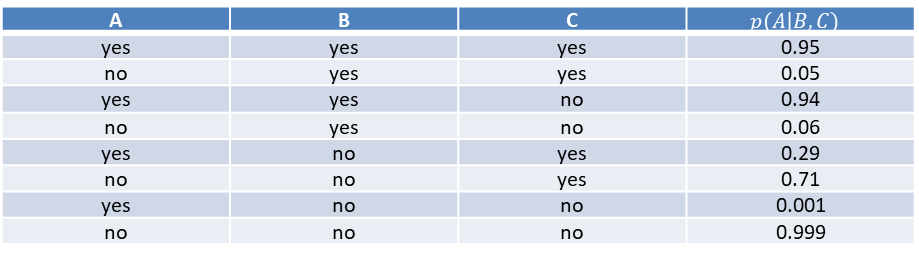 A B C p(A|B,C)
yes yes yes 0.95
no yes yes 0.05
yes yes no 0.94
no yes no 0.06
yes no yes 0.29
no no yes 0.71
yes no no 0.001
no no no 0.999